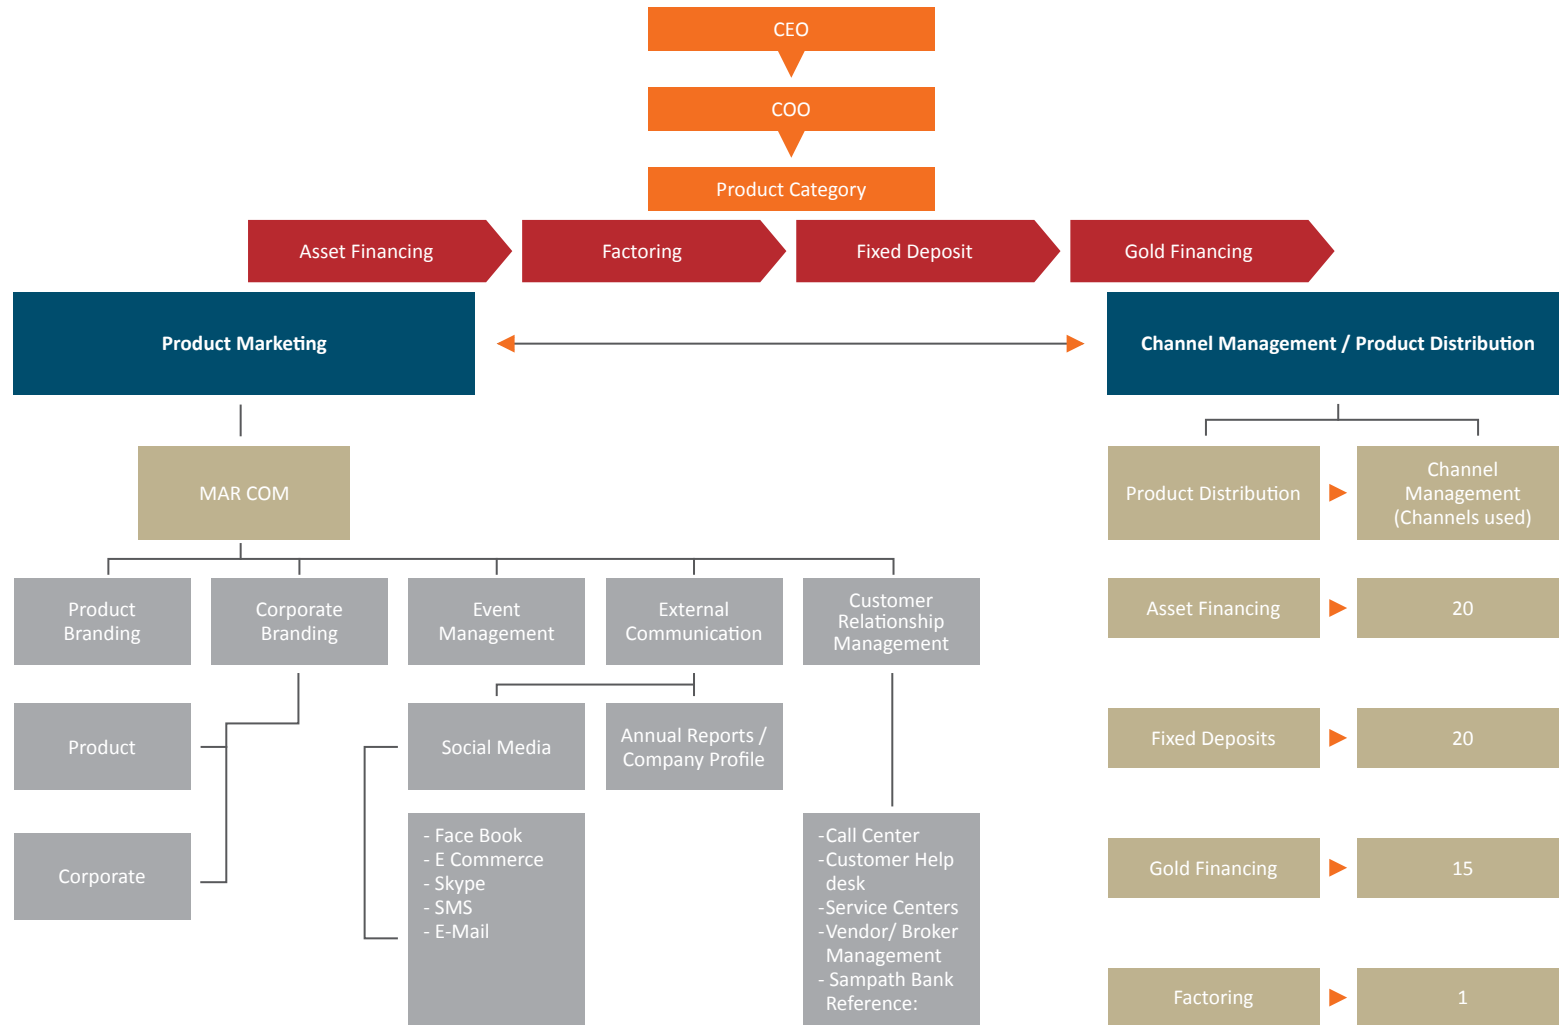 CEO
COO
Product Category
Asset Financing
Factoring
Fixed Deposit
Gold Financing
Product Marketing
Channel Management / Product Distribution
MAR COM
Product Distribution
Channel
Management
(Channels used)
Product
Branding
Corporate
Branding
Event
Management
External
Communication
Customer
Relationship
Management
Asset Financing
20
Product
Social Media
Annual Reports /
Company Profile
Fixed Deposits
20
Corporate
- Face Book
- E Commerce
- Skype
- SMS
- E-Mail
-Call Center
-Customer Help
desk
-Service Centers
-Vendor/ Broker
Management
- Sampath Bank
Reference:
Gold Financing
15
Factoring
1